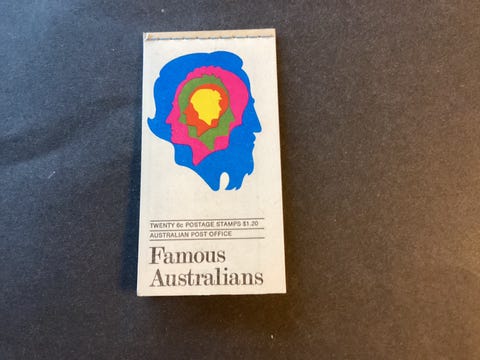 TWENTY 6c POSTAGE STAMPS $1.20
AUSTRALIAN POST OFFICE
Famous
Australians